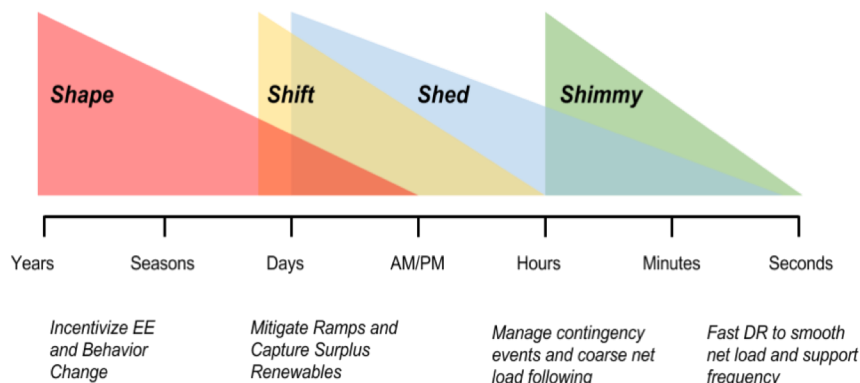 Shape
Shift
Shed
Shimmy
Years
Seasons
Days
AM/PM
Hours
Minutes
Seconds
Incentivize EE
and Behavior
Change
Mitigate Ramps and
Capture Surplus
Renewables
Manage contingency
events and coarse net
load following
Fast DR to smooth
net load and support
frequency